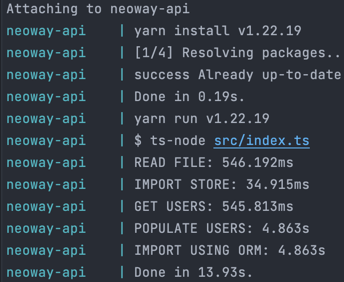 Attaching to neoway-api
neoway-api    | yarn install v1.22.19
neoway-api    | [1/4] Resolving packages..
neoway-api    | success Already up-to-date
neoway-api    | Done in 0.19s.
neoway-api    | yarn run v1.22.19
neoway-api    | $ ts-node src/index.ts
neoway-api    | READ FILE: 546.192ms
neoway-api    | IMPORT STORE: 34.915ms
neoway-api    | GET USERS: 545.813ms
neoway-api    | POPULATE USERS: 4.863s
neoway-api    | IMPORT USING ORM: 4.863s
neoway-api    | Done in 13.93s.